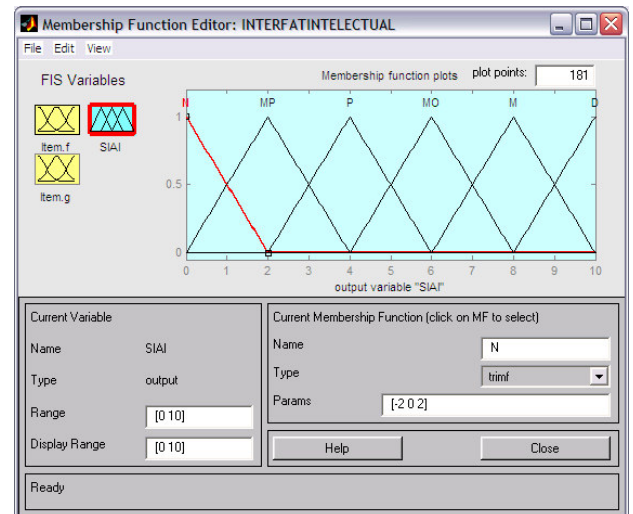 Membership Function Editor: INTERFATINTELECTUAL
File Edit View
FIS Variables
Membership function plots plot points: 181
Item.f SIAI
Item.g
N MP P MO M D
1
0.5
0
0 1 2 3 4 5 6 7 8 9 10
output variable "SIAI"
Current Variable
Name SIAI
Type output
Range [0 10]
Display Range [0 10]
Current Membership Function (click on MF to select)
Name N
Type trimf
Params [-2 0 2]
Help Close
Ready